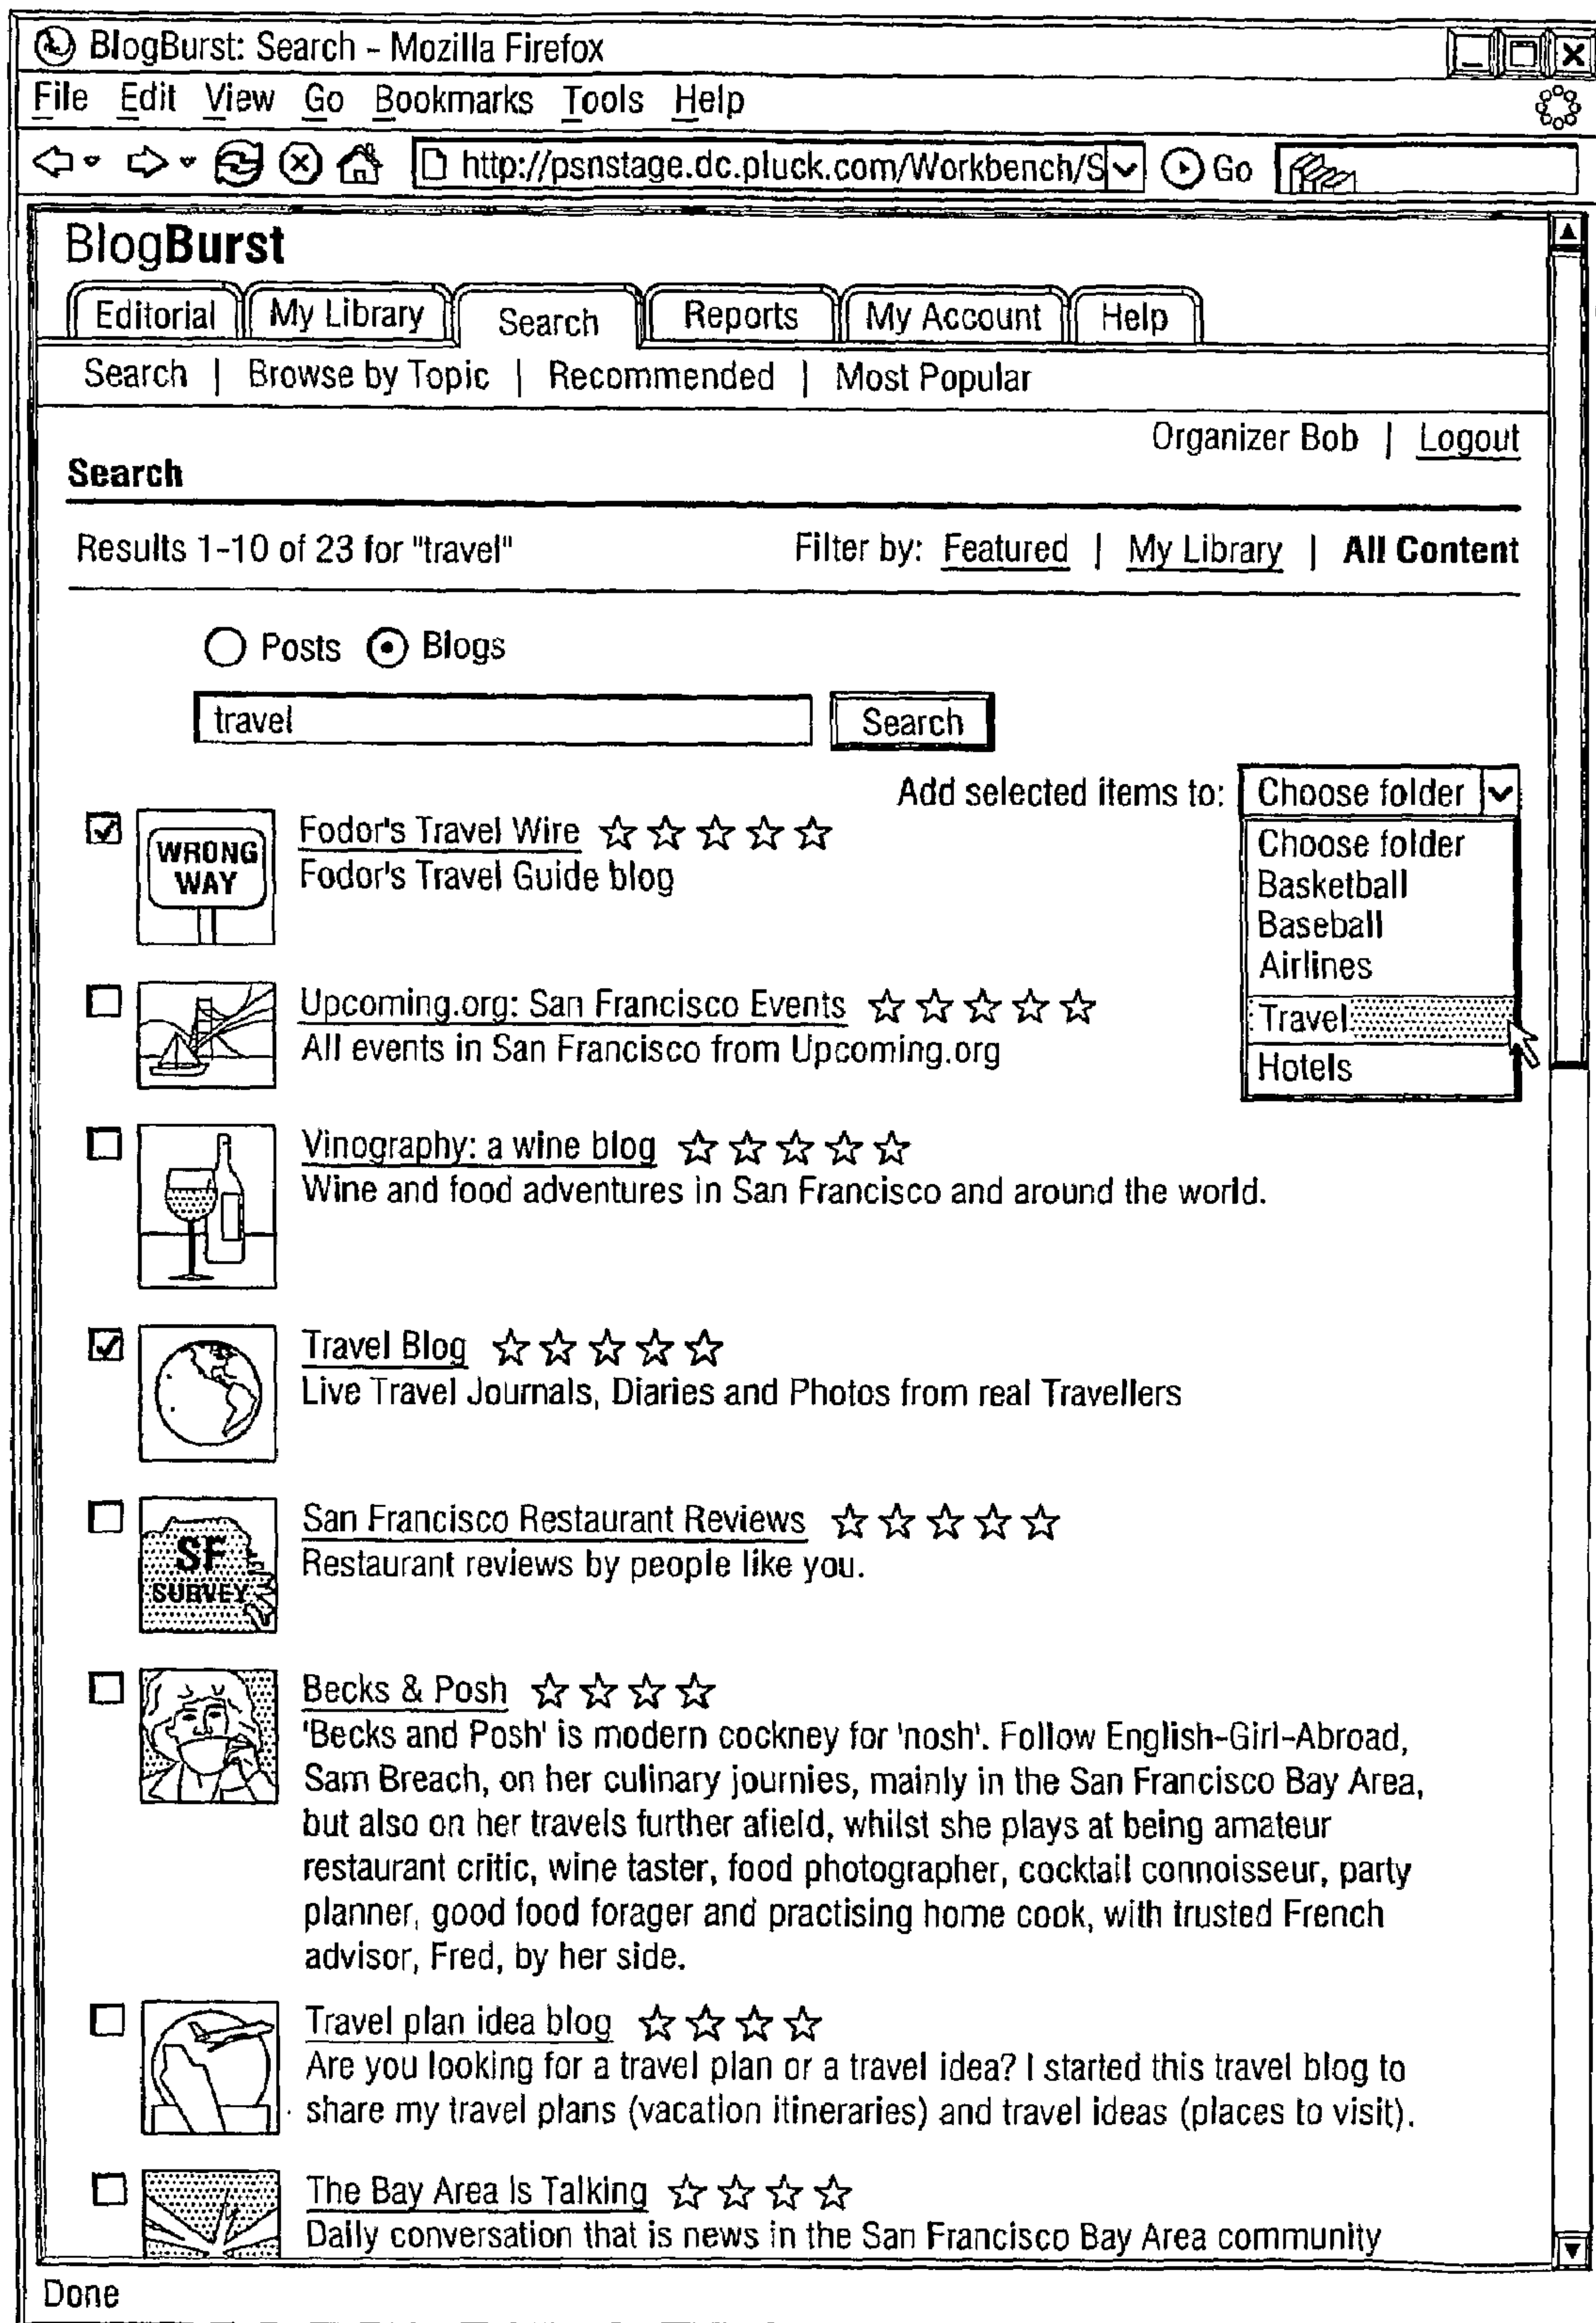 BlogBurst: Search - Mozilla Firefox
File Edit View Go Bookmarks Tools Help
http://psnstage.dc.pluck.com/Workbench/S Go
BlogBurst
Editorial My Library Search Reports My Account Help
Search | Browse by Topic | Recommended | Most Popular
Organizer Bob | Logout
Search
Results 1-10 of 23 for "travel" Filter by: Featured | My Library | All Content
Posts Blogs
travel Search
Add selected items to: Choose folder
Choose folder
Basketball
Baseball
Airlines
Travel
Hotels
WRONG
WAY
Fodor's Travel Wire ☆☆☆☆☆
Fodor's Travel Guide blog
Upcoming.org: San Francisco Events ☆☆☆☆☆
All events in San Francisco from Upcoming.org
Vinography: a wine blog ☆☆☆☆☆
Wine and food adventures in San Francisco and around the world.
Travel Blog ☆☆☆☆☆
Live Travel Journals, Diaries and Photos from real Travellers
SF
SURVEY
San Francisco Restaurant Reviews ☆☆☆☆☆
Restaurant reviews by people like you.
Becks & Posh ☆☆☆☆
'Becks and Posh' is modern cockney for 'nosh'. Follow English-Girl-Abroad,
Sam Breach, on her culinary journies, mainly in the San Francisco Bay Area,
but also on her travels further afield, whilst she plays at being amateur
restaurant critic, wine taster, food photographer, cocktail connoisseur, party
planner, good food forager and practising home cook, with trusted French
advisor, Fred, by her side.
Travel plan idea blog ☆☆☆☆
Are you looking for a travel plan or a travel idea? I started this travel blog to
share my travel plans (vacation itineraries) and travel ideas (places to visit).
The Bay Area Is Talking ☆☆☆☆
Daily conversation that is news in the San Francisco Bay Area community
Done